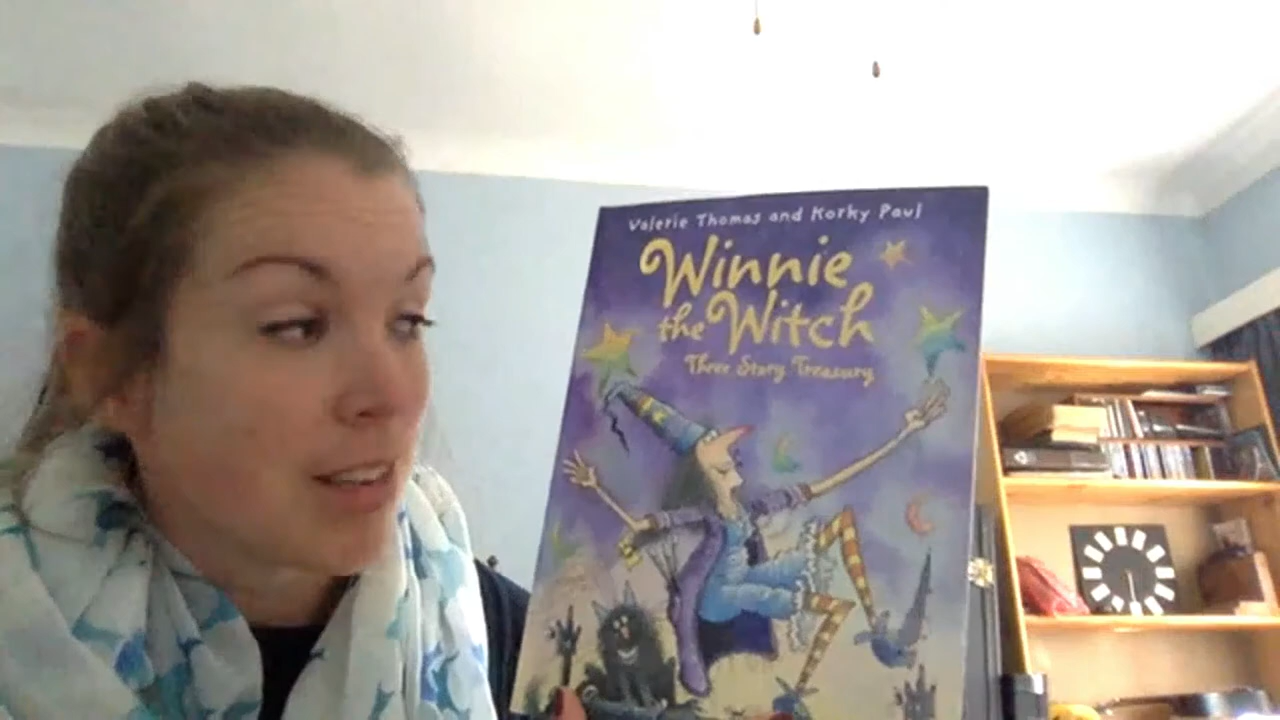 Valerie Thomas and Korky Paul
Winnie
the Witch
Three Story Treasury